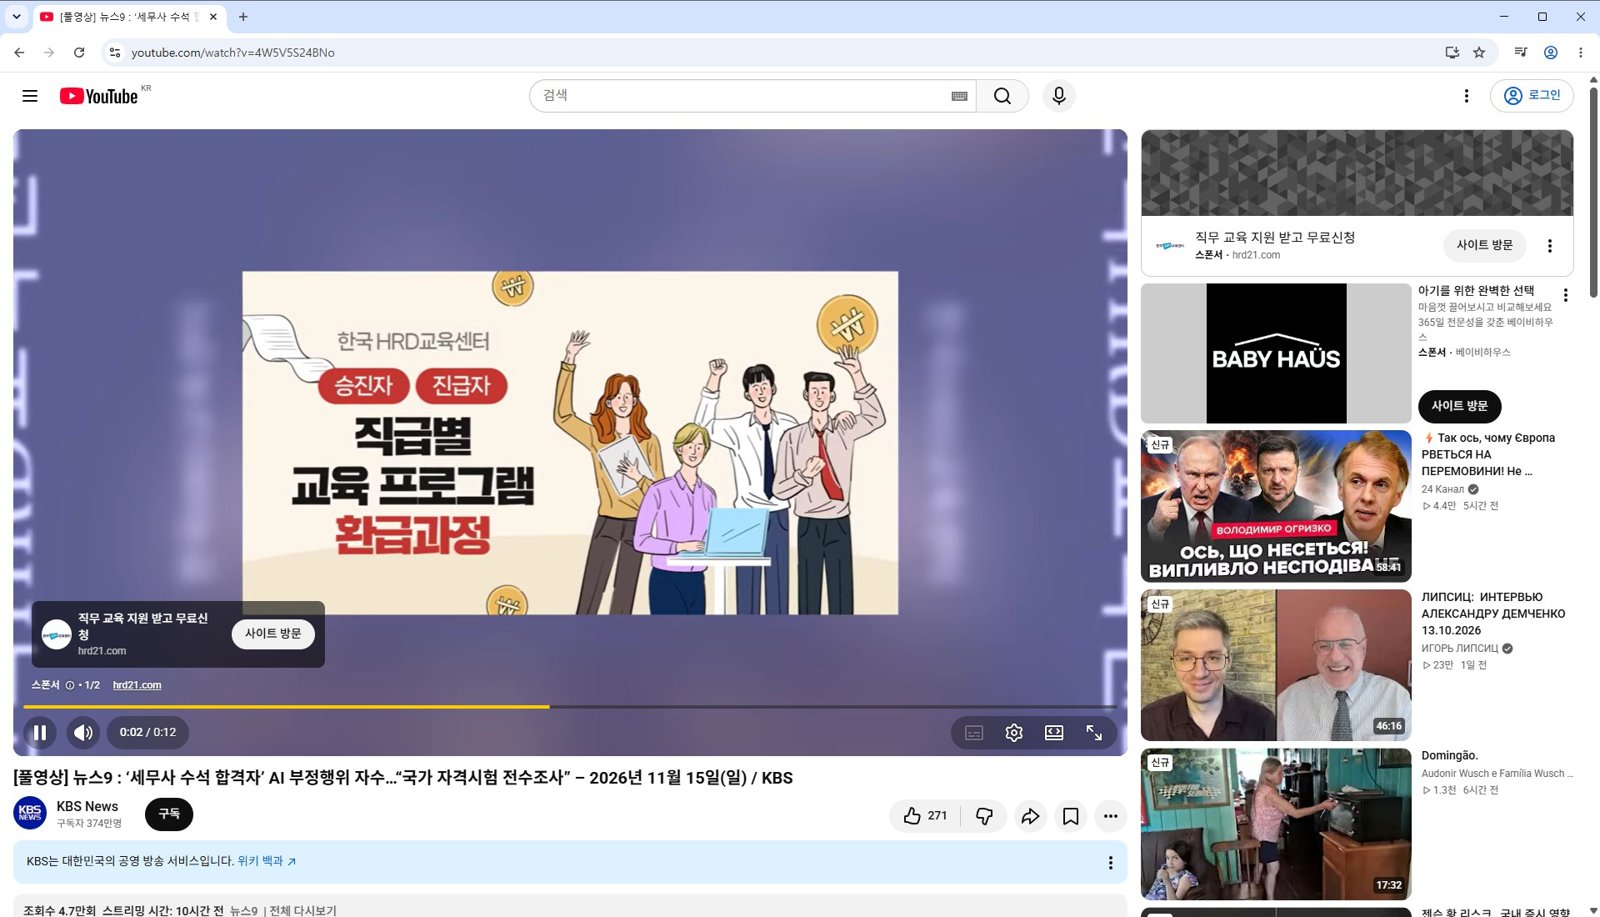 [풀영상] 뉴스9 : ‘세무사 수석
youtube.com/watch?v=4W5V5S24BNo
YouTube KR
검색
로그인
한국HRD교육센터
승진자 진급자
직급별
교육 프로그램
환급과정
직무 교육 지원 받고 무료신
청
hrd21.com
사이트 방문
스폰서 • 1/2 hrd21.com
0:02 / 0:12
[풀영상] 뉴스9 : ‘세무사 수석 합격자’ AI 부정행위 자수…“국가 자격시험 전수조사” – 2026년 11월 15일(일) / KBS
KBS NEWS
KBS News
구독자 374만명
구독
271
KBS는 대한민국의 공영 방송 서비스입니다. 위키 백과
조회수 4.7만회 스트리밍 시간: 10시간 전 뉴스9 | 전체 다시보기
직무 교육 지원 받고 무료신청
스폰서 · hrd21.com
사이트 방문
BABY HAÜS
아기를 위한 완벽한 선택
마음껏 끌어보시고 비교해보세요
365일 전문성을 갖춘 베이비하우
스
스폰서 · 베이비하우스
사이트 방문
신규
ВОЛОДИМИР ОГРИЗКО
ОСЬ, ЩО НЕСЕТЬСЯ!
ВИПЛИВЛО НЕСПОДІВА
58:41
Так ось, чому Європа
РВЕТЬСЯ НА
ПЕРЕМОВИНИ! Не ...
24 Канал
4.4만 5시간 전
신규
46:16
ЛИПСИЦ: ИНТЕРВЬЮ
АЛЕКСАНДРУ ДЕМЧЕНКО
13.10.2026
ИГОРЬ ЛИПСИЦ
23만 1일 전
신규
17:32
Domingão.
Audonir Wusch e Família Wusch ...
1.3천 6시간 전
젠슨 황 리스크, 국내 증시 영향